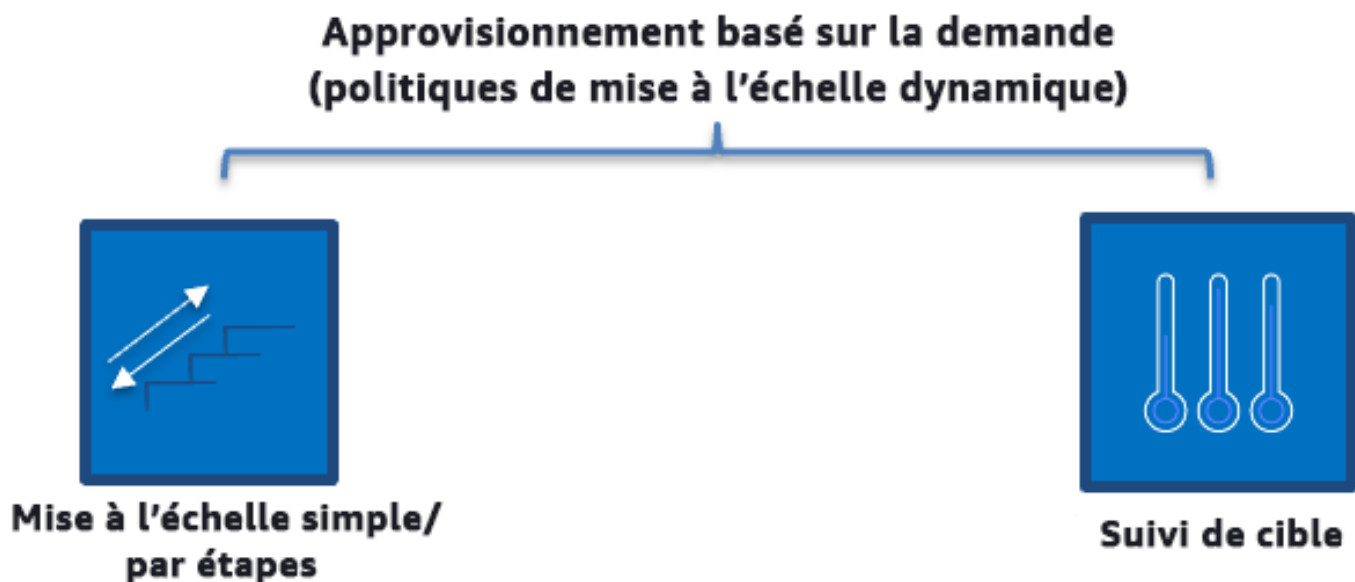 Approvisionnement basé sur la demande
(politiques de mise à l’échelle dynamique)
Mise à l’échelle simple/
par étapes
Suivi de cible